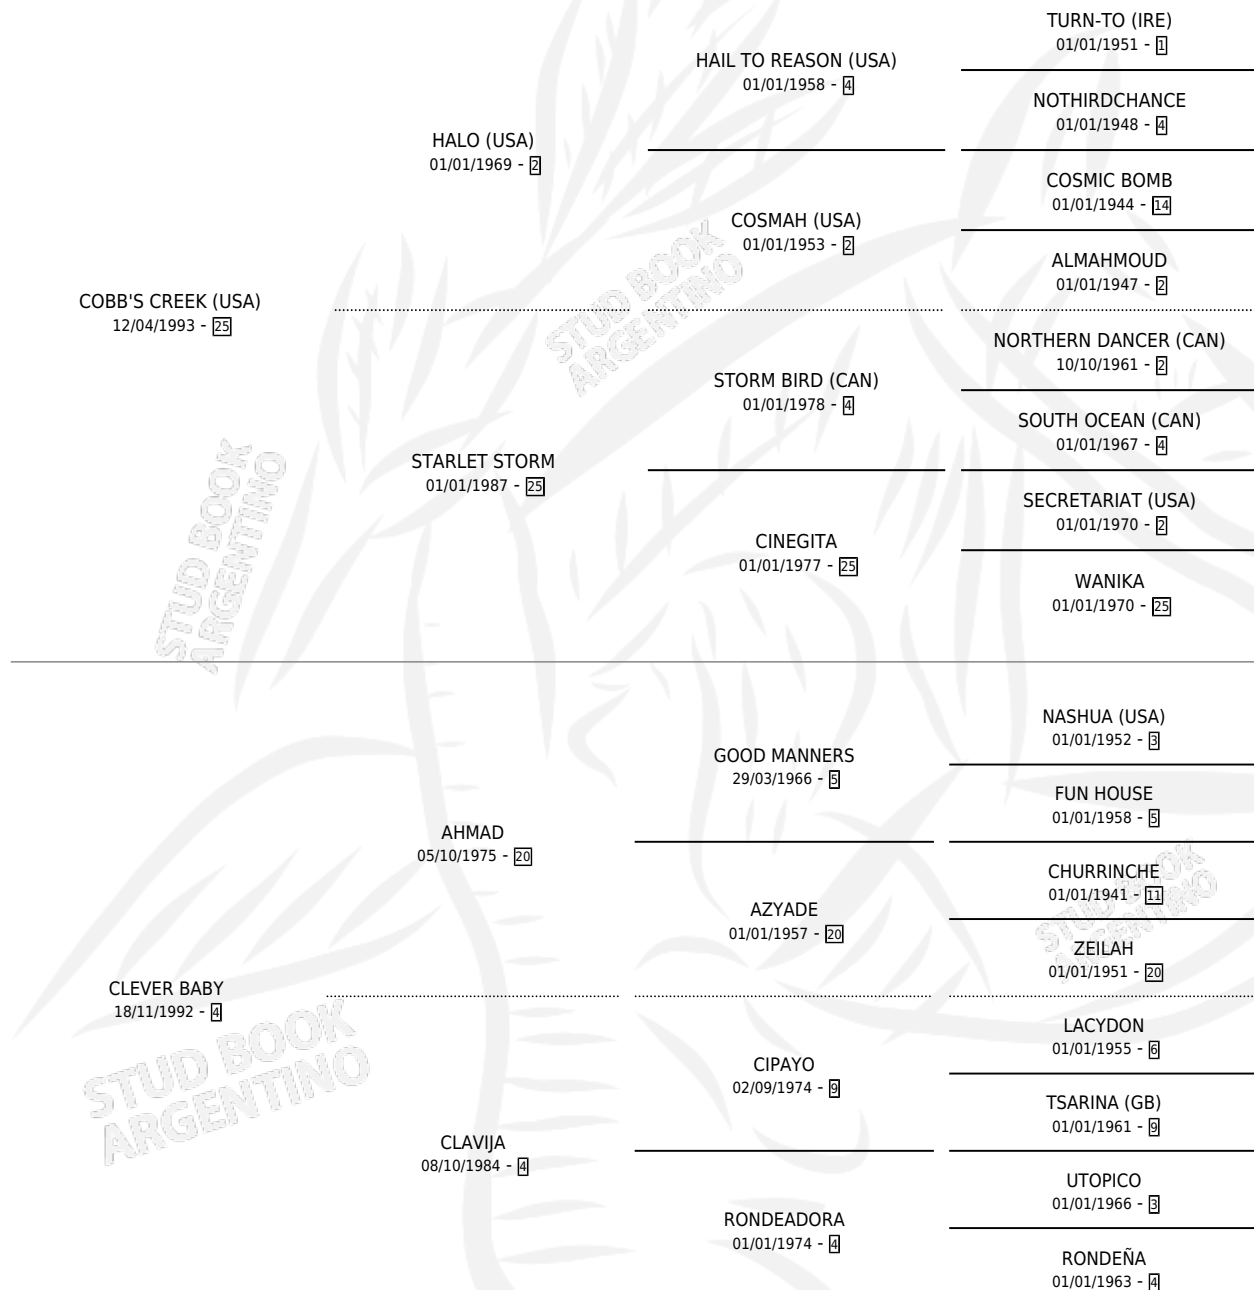 TURN-TO (IRE)
01/01/1951 - 1
HAIL TO REASON (USA)
01/01/1958 - 4
NOTHIRDCHANCE
01/01/1948 - 4
HALO (USA)
01/01/1969 - 2
COSMIC BOMB
01/01/1944 - 14
COSMAH (USA)
01/01/1953 - 2
ALMAHMOUD
01/01/1947 - 2
COBB'S CREEK (USA)
12/04/1993 - 25
NORTHERN DANCER (CAN)
10/10/1961 - 2
STORM BIRD (CAN)
01/01/1978 - 4
SOUTH OCEAN (CAN)
01/01/1967 - 4
STARLET STORM
01/01/1987 - 25
SECRETARIAT (USA)
01/01/1970 - 2
CINEGITA
01/01/1977 - 25
WANIKA
01/01/1970 - 25
NASHUA (USA)
01/01/1952 - 3
GOOD MANNERS
29/03/1966 - 5
FUN HOUSE
01/01/1958 - 5
AHMAD
05/10/1975 - 20
CHURRINCHE
01/01/1941 - 11
AZYADE
01/01/1957 - 20
ZEILAH
01/01/1951 - 20
CLEVER BABY
18/11/1992 - 4
LACYDON
01/01/1955 - 6
CIPAYO
02/09/1974 - 9
TSARINA (GB)
01/01/1961 - 9
CLAVIJA
08/10/1984 - 4
UTOPICO
01/01/1966 - 3
RONDEADORA
01/01/1974 - 4
RONDEÑA
01/01/1963 - 4
STUD BOOK
ARGENTINO
STUD BOOK
ARGENTINO
STUD BOOK
ARGENTINO
STUD BOOK
ARGENTINO